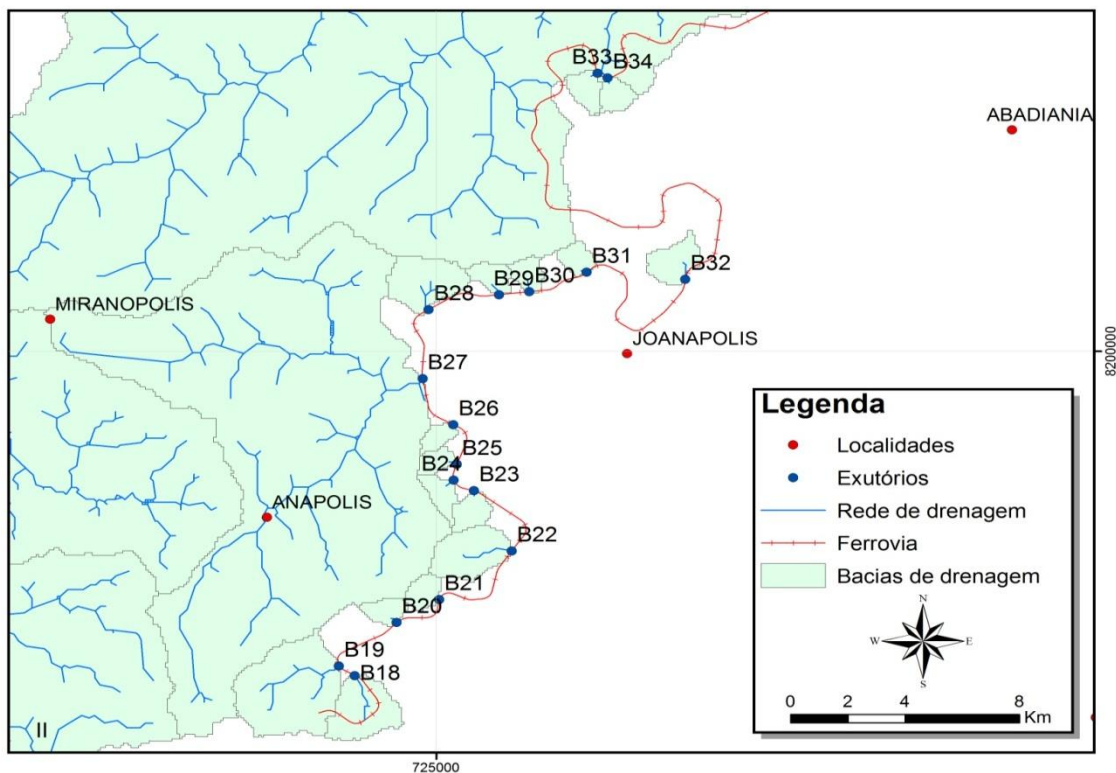 B33
B34
ABADIANIA
B31
B32
B30
B29
B28
MIRANOPOLIS
JOANAPOLIS
8200000
B27
B26
B25
B24
B23
ANAPOLIS
B22
B21
B20
B19
B18
II
725000
Legenda
Localidades
Exutórios
Rede de drenagem
Ferrovia
Bacias de drenagem
N
W
E
S
0 2 4 8
Km